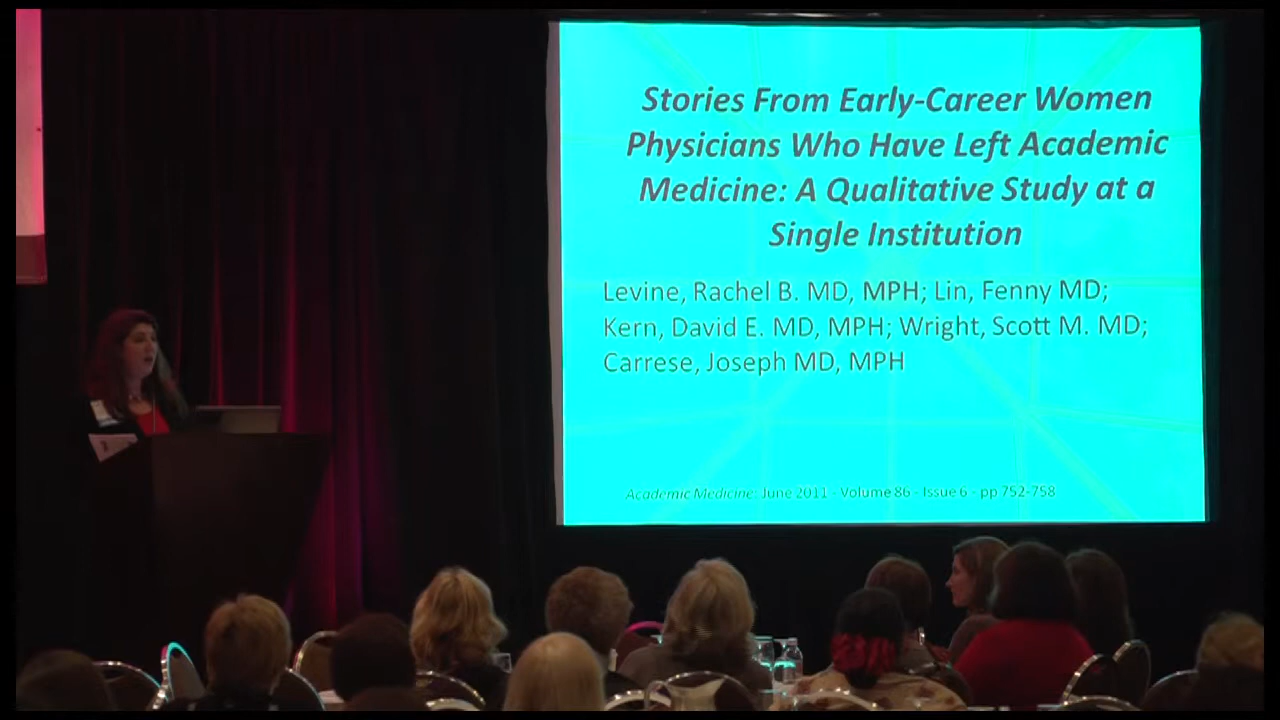 Stories From Early-Career Women
Physicians Who Have Left Academic
Medicine: A Qualitative Study at a
Single Institution
Levine, Rachel B. MD, MPH; Lin, Fenny MD;
Kern, David E. MD, MPH; Wright, Scott M. MD;
Carrese, Joseph MD, MPH
Academic Medicine: June 2011 - Volume 86 - Issue 6 - pp 752-758